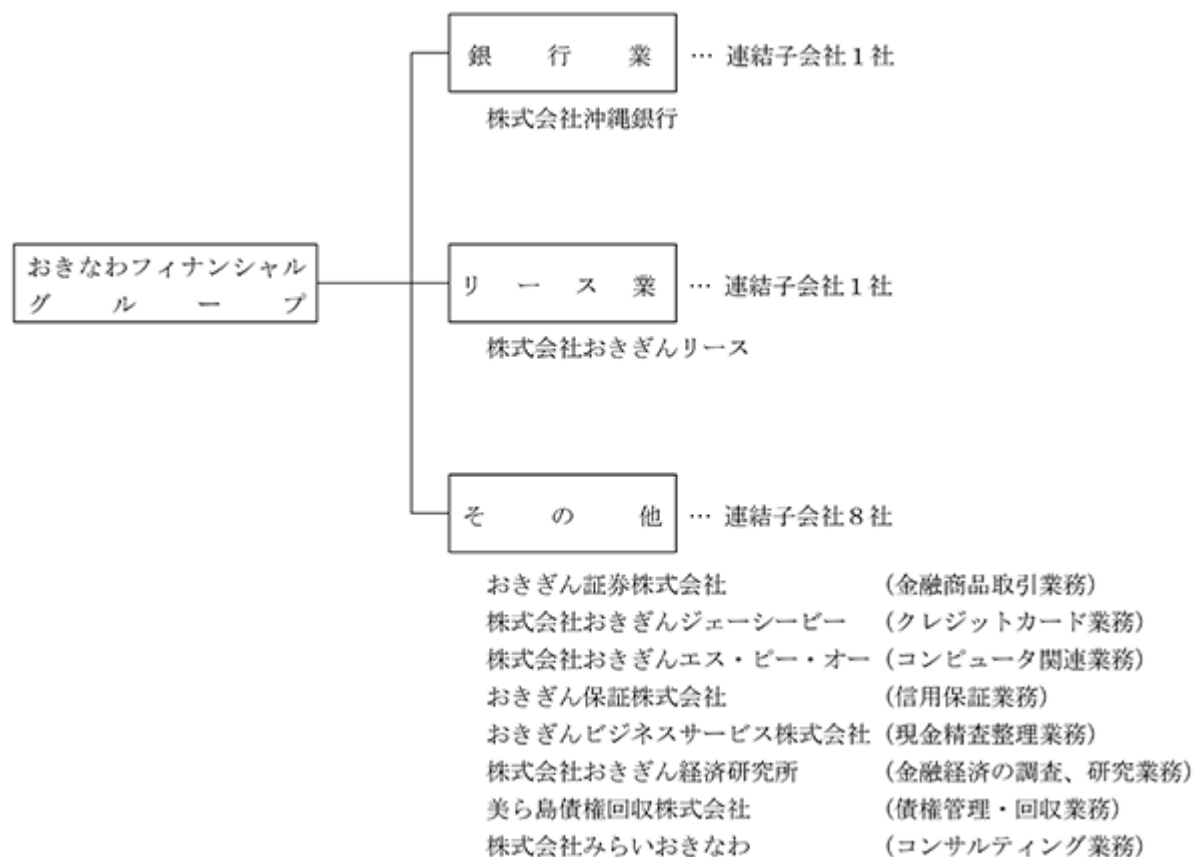 銀行業 … 連結子会社１社
株式会社沖縄銀行
おきなわフィナンシャル
グループ
リース業 … 連結子会社１社
株式会社おきぎんリース
その他 … 連結子会社８社
おきぎん証券株式会社 (金融商品取引業務)
株式会社おきぎんジェーシービー (クレジットカード業務)
株式会社おきぎんエス・ピー・オー (コンピュータ関連業務)
おきぎん保証株式会社 (信用保証業務)
おきぎんビジネスサービス株式会社 (現金精査整理業務)
株式会社おきぎん経済研究所 (金融経済の調査、研究業務)
美ら島債権回収株式会社 (債権管理・回収業務)
株式会社みらいおきなわ (コンサルティング業務)